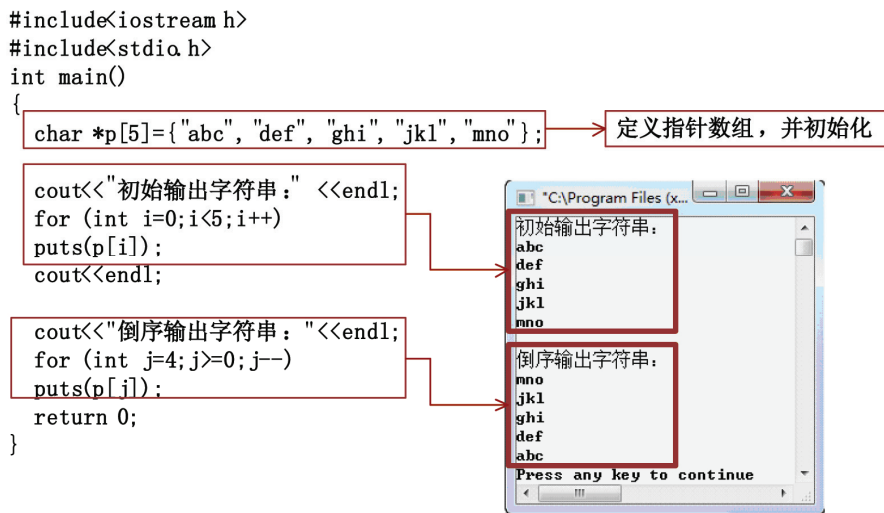 #include<iostream.h>
#include<stdio.h>
int main()
{
char *p[5]={"abc", "def", "ghi", "jkl","mno"};
定义指针数组，并初始化
cout<<"初始输出字符串：" <<endl;
for (int i=0;i<5;i++)
puts(p[i]);
cout<<endl;
cout<<"倒序输出字符串："<<endl;
for (int j=4;j>=0;j--)
puts(p[j]);
return 0;
}
"C:\Program Files (x...
初始输出字符串：
abc
def
ghi
jkl
mno
倒序输出字符串：
mno
jkl
ghi
def
abc
Press any key to continue